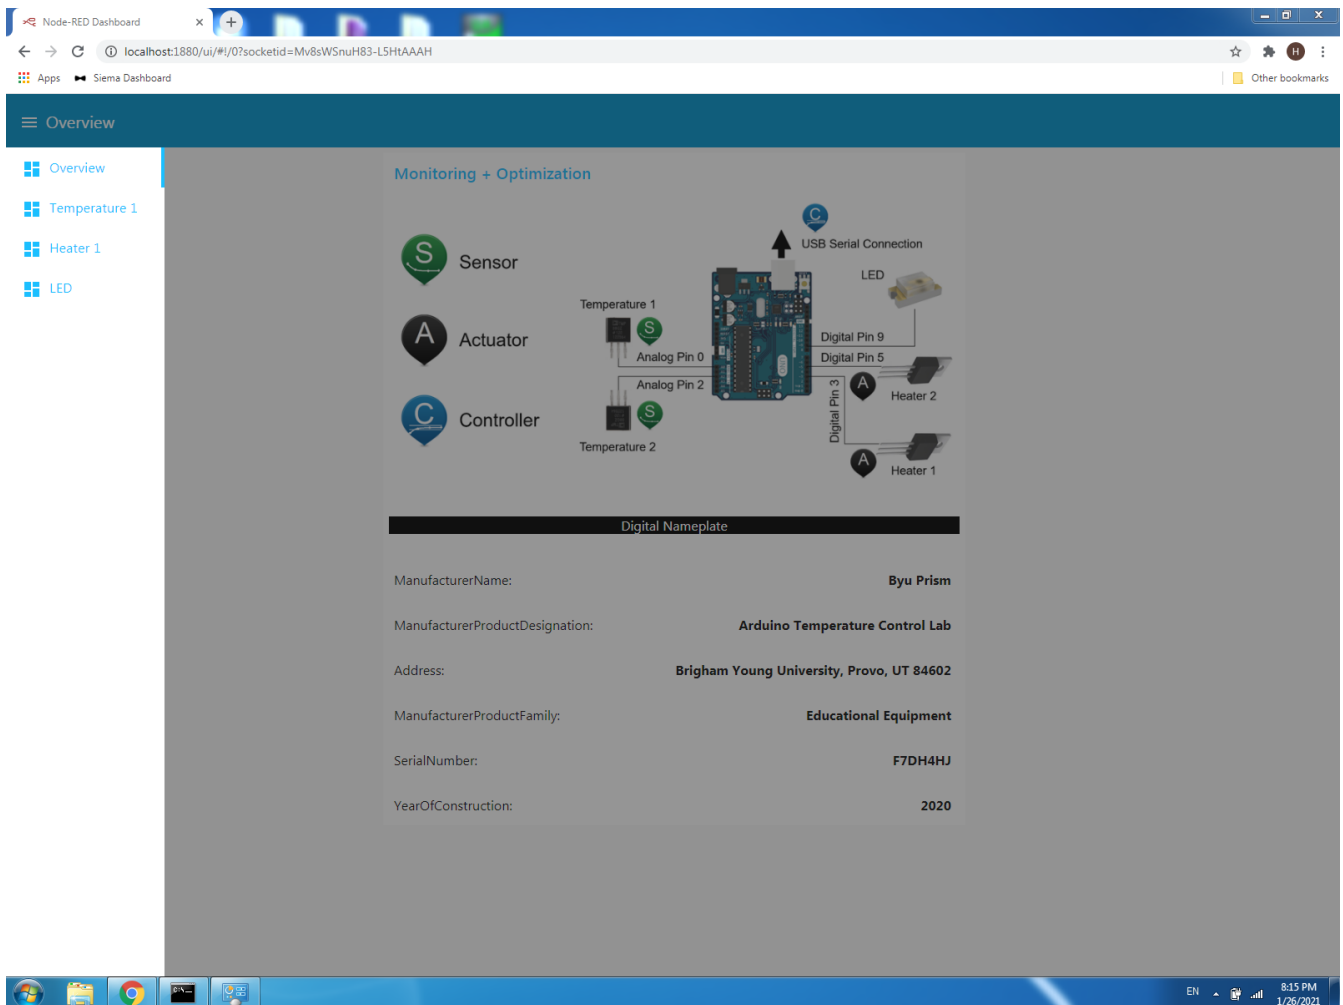 Node-RED Dashboard
localhost:1880/ui/#!/0?socketid=Mv8sWSnuH83-L5HtAAAH
H
Apps Siema Dashboard Other bookmarks
Overview
Overview
Temperature 1
Heater 1
LED
Monitoring + Optimization
S Sensor
A Actuator
C Controller
C
USB Serial Connection
LED
Temperature 1
S
Analog Pin 0
Analog Pin 2
S
Temperature 2
Digital Pin 9
Digital Pin 5
Digital Pin 3
A
Heater 2
A
Heater 1
Digital Nameplate
ManufacturerName: Byu Prism
ManufacturerProductDesignation: Arduino Temperature Control Lab
Address: Brigham Young University, Provo, UT 84602
ManufacturerProductFamily: Educational Equipment
SerialNumber: F7DH4HJ
YearOfConstruction: 2020
EN 8:15 PM
1/26/2021